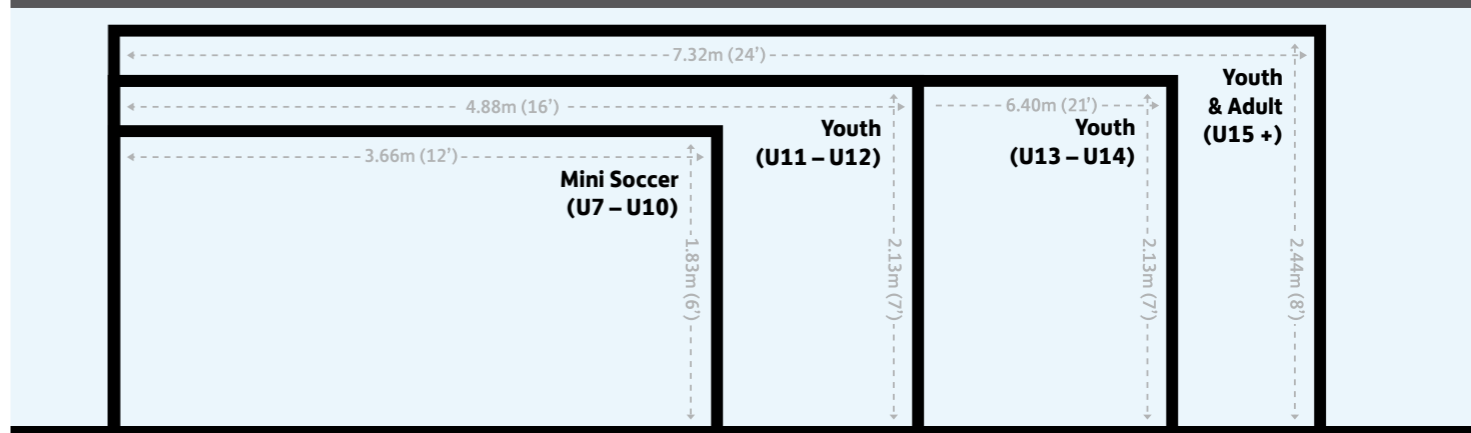 7.32m (24’)
Youth
& Adult
(U15 +)
4.88m (16’)
Youth
(U11 – U12)
6.40m (21’)
Youth
(U13 – U14)
3.66m (12’)
Mini Soccer
(U7 – U10)
1.83m (6’)
2.13m (7’)
2.13m (7’)
2.44m (8’)